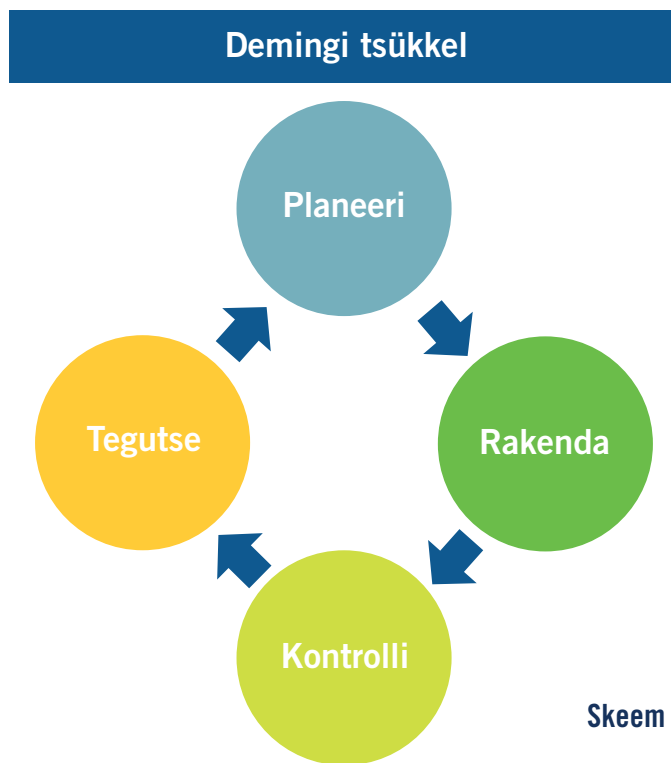 Demingi tsükkel
Planeeri
Tegutse
Rakenda
Kontrolli
Skeem